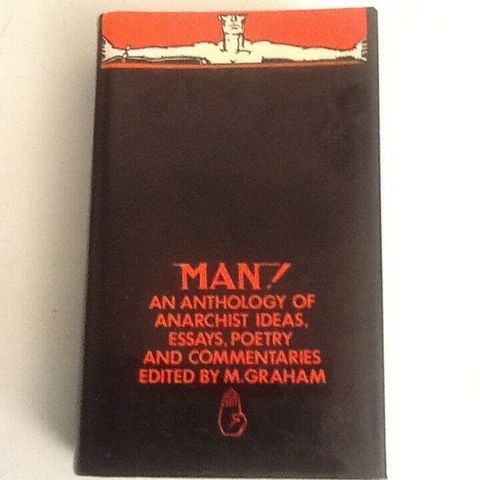 MAN!
AN ANTHOLOGY OF
ANARCHIST IDEAS,
ESSAYS, POETRY
AND COMMENTARIES
EDITED BY M. GRAHAM